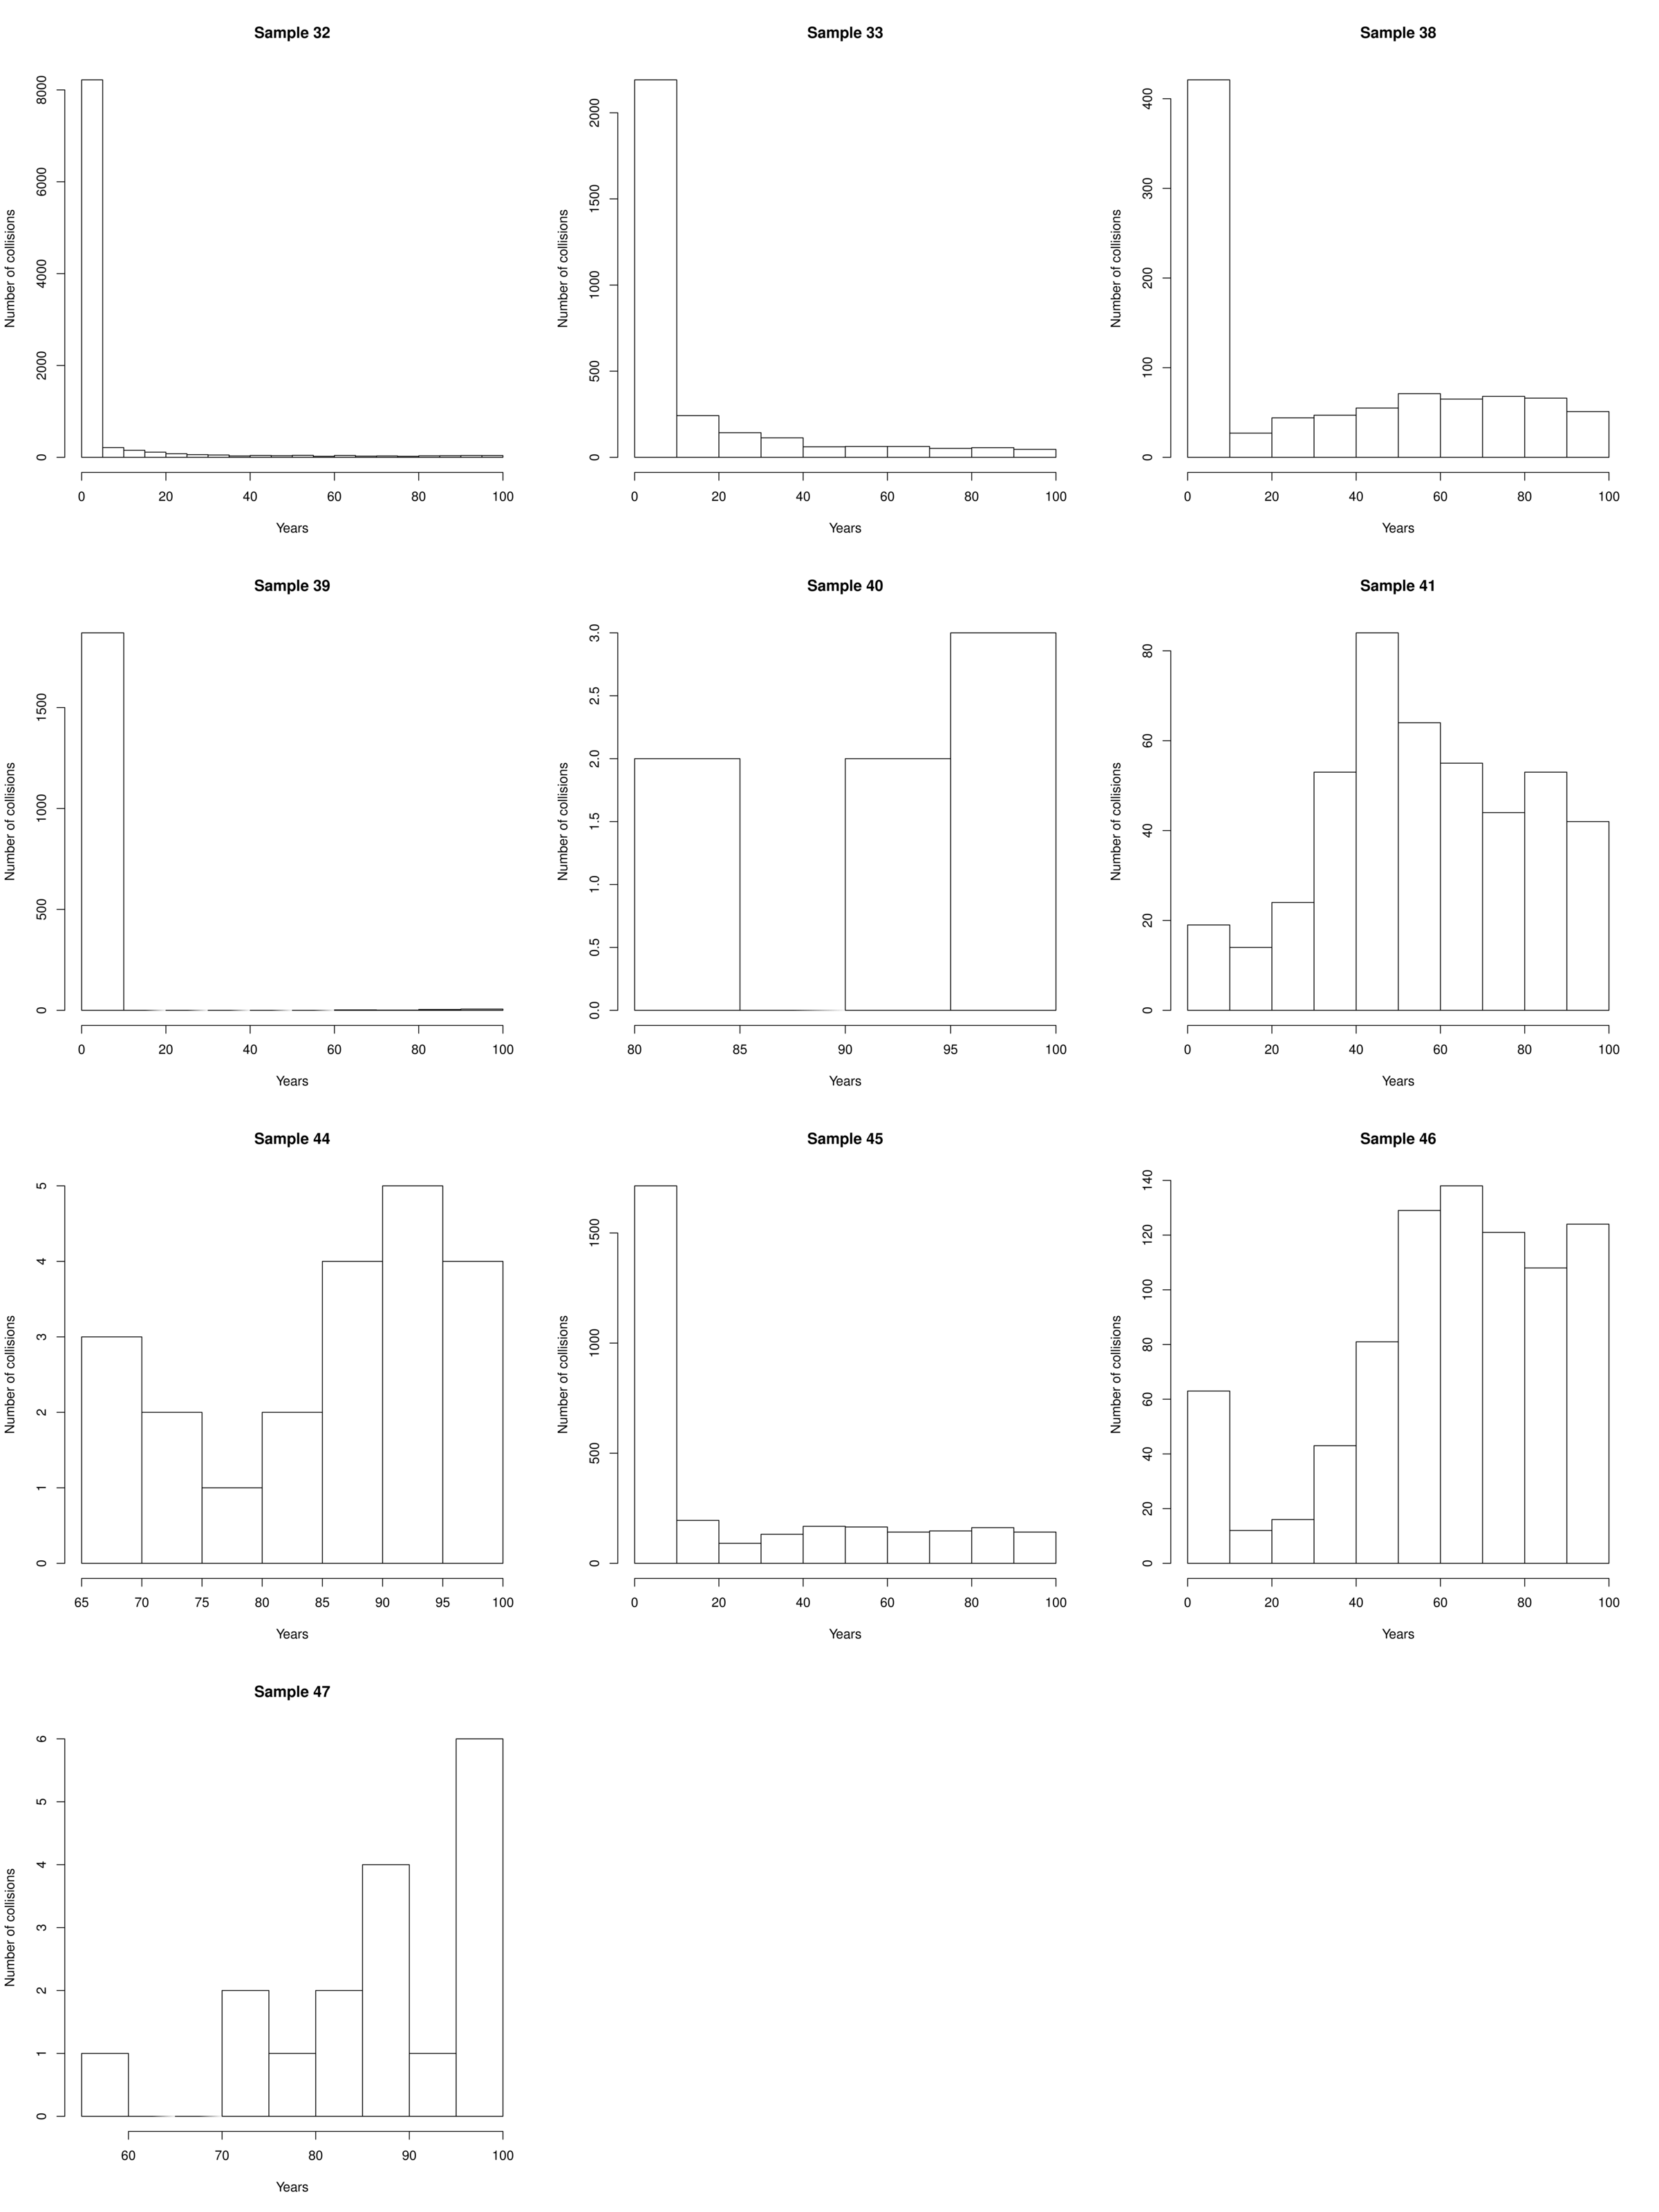 Sample 32
Number of collisions
0 2000 4000 6000 8000
0 20 40 60 80 100
Years
Sample 33
Number of collisions
0 500 1000 1500 2000
0 20 40 60 80 100
Years
Sample 38
Number of collisions
0 100 200 300 400
0 20 40 60 80 100
Years
Sample 39
Number of collisions
0 500 1000 1500
0 20 40 60 80 100
Years
Sample 40
Number of collisions
0.0 0.5 1.0 1.5 2.0 2.5 3.0
80 85 90 95 100
Years
Sample 41
Number of collisions
0 20 40 60 80
0 20 40 60 80 100
Years
Sample 44
Number of collisions
0 1 2 3 4 5
65 70 75 80 85 90 95 100
Years
Sample 45
Number of collisions
0 500 1000 1500
0 20 40 60 80 100
Years
Sample 46
Number of collisions
0 20 40 60 80 100 120 140
0 20 40 60 80 100
Years
Sample 47
Number of collisions
0 1 2 3 4 5 6
60 70 80 90 100
Years